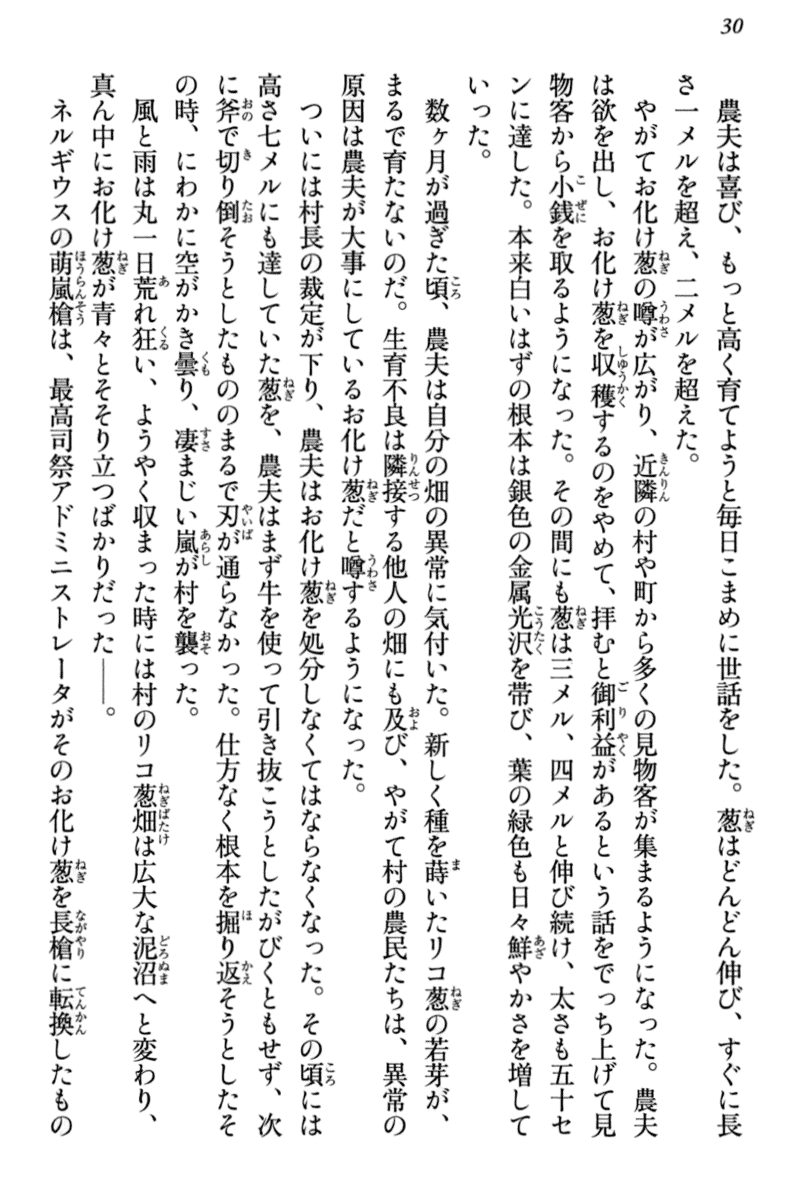 30
農夫は喜び、もっと高く育てようと毎日こまめに世話をした。葱はどんどん伸び、すぐに長
さ一メルを超え、二メルを超えた。
やがてお化け葱の噂が広がり、近隣の村や町から多くの見物客が集まるようになった。農夫
は欲を出し、お化け葱を収穫するのをやめて、拝むと御利益があるという話をでっち上げて見
物客から小銭を取るようになった。その間にも葱は三メル、四メルと伸び続け、太さも五十セ
ンに達した。本来白いはずの根本は銀色の金属光沢を帯び、葉の緑色も日々鮮やかさを増して
いった。
数ヶ月が過ぎた頃、農夫は自分の畑の異常に気付いた。新しく種を蒔いたリコ葱の若芽が、
まるで育たないのだ。生育不良は隣接する他人の畑にも及び、やがて村の農民たちは、異常の
原因は農夫が大事にしているお化け葱だと噂するようになった。
ついには村長の裁定が下り、農夫はお化け葱を処分しなくてはならなくなった。その頃には
高さ七メルにも達していた葱を、農夫はまず牛を使って引き抜こうとしたがびくともせず、次
に斧で切り倒そうとしたもののまるで刃が通らなかった。仕方なく根本を掘り返そうとしたそ
の時、にわかに空がかき曇り、凄まじい嵐が村を襲った。
風と雨は丸一日荒れ狂い、ようやく収まった時には村のリコ葱畑は広大な泥沼へと変わり、
真ん中にお化け葱が青々とそそり立つばかりだった――。
ネルギウスの萌嵐槍は、最高司祭アドミニストレータがそのお化け葱を長槍に転換したもの